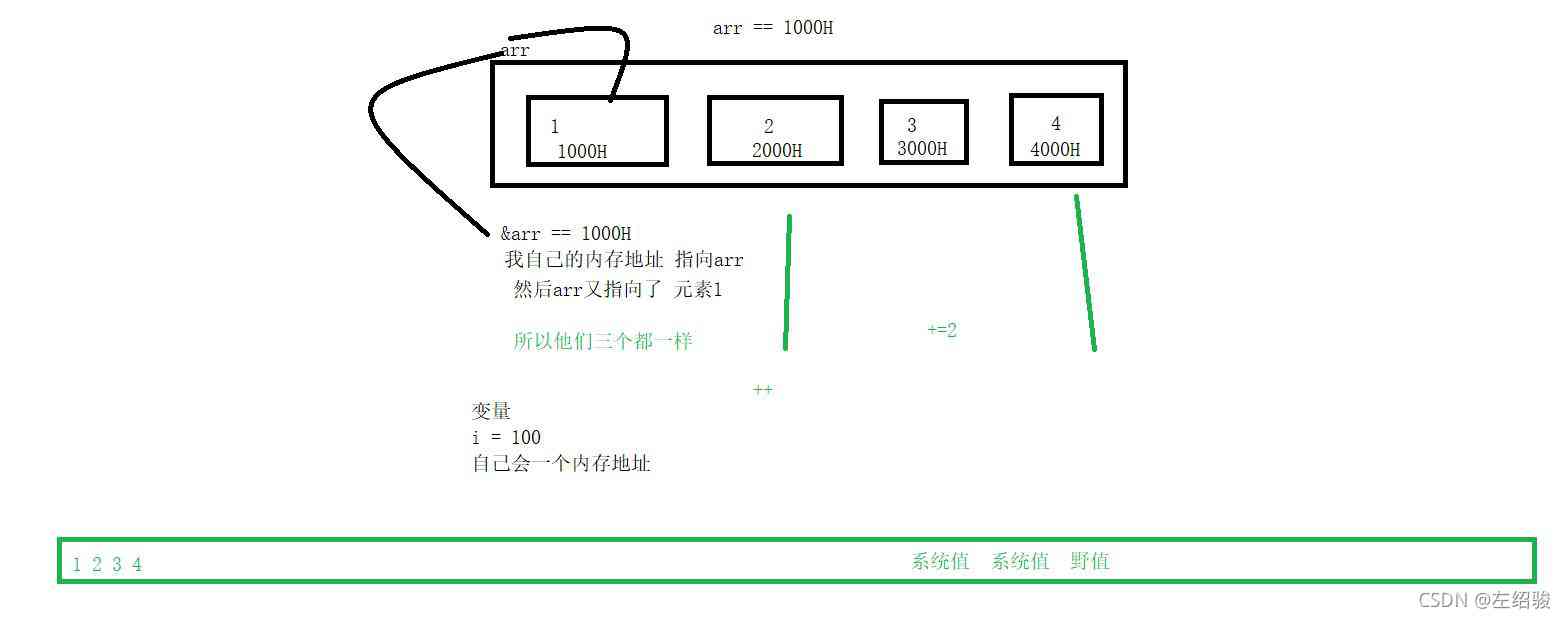 arr == 1000H
arr
1 2 3 4
1000H 2000H 3000H 4000H
&arr == 1000H
我自己的内存地址 指向arr
然后arr又指向了 元素1
所以他们三个都一样
+=2
++
变量
i = 100
自己会一个内存地址
1 2 3 4 系统值 系统值 野值
CSDN @左绍骏